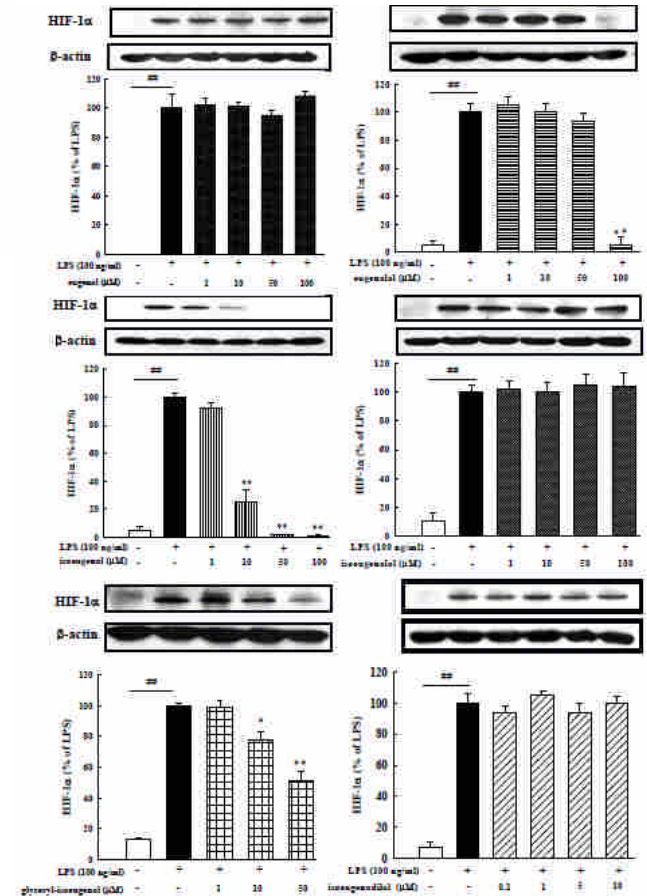 HIF-1α
β-actin
##
120
100
80
60
40
20
0
HIF-1α (% of LPS)
LPS (100 ng/ml) - + + + + +
eugenol (μM) - - 1 10 50 100
##
120
100
80
60
40
20
0
HIF-1α (% of LPS)
**
LPS (100 ng/ml) - + + + + +
eugenolol (μM) - - 1 10 50 100
HIF-1α
β-actin
##
120
100
80
60
40
20
0
HIF-1α (% of LPS)
** ** **
LPS (100 ng/ml) - + + + + +
isoeugenol (μM) - - 1 10 50 100
##
120
100
80
60
40
20
0
HIF-1α (% of LPS)
LPS (100 ng/ml) - + + + + +
isoeugenolol (μM) - - 1 10 50 100
HIF-1α
β-actin
##
120
100
80
60
40
20
0
HIF-1α (% of LPS)
* **
LPS (100 ng/ml) - + + + +
glyceryl-isoeugenol (μM) - - 1 10 50
##
120
100
80
60
40
20
0
HIF-1α (% of LPS)
LPS (100 ng/ml) - + + + + +
isoeugenodilol (μM) - - 0.1 1 5 10